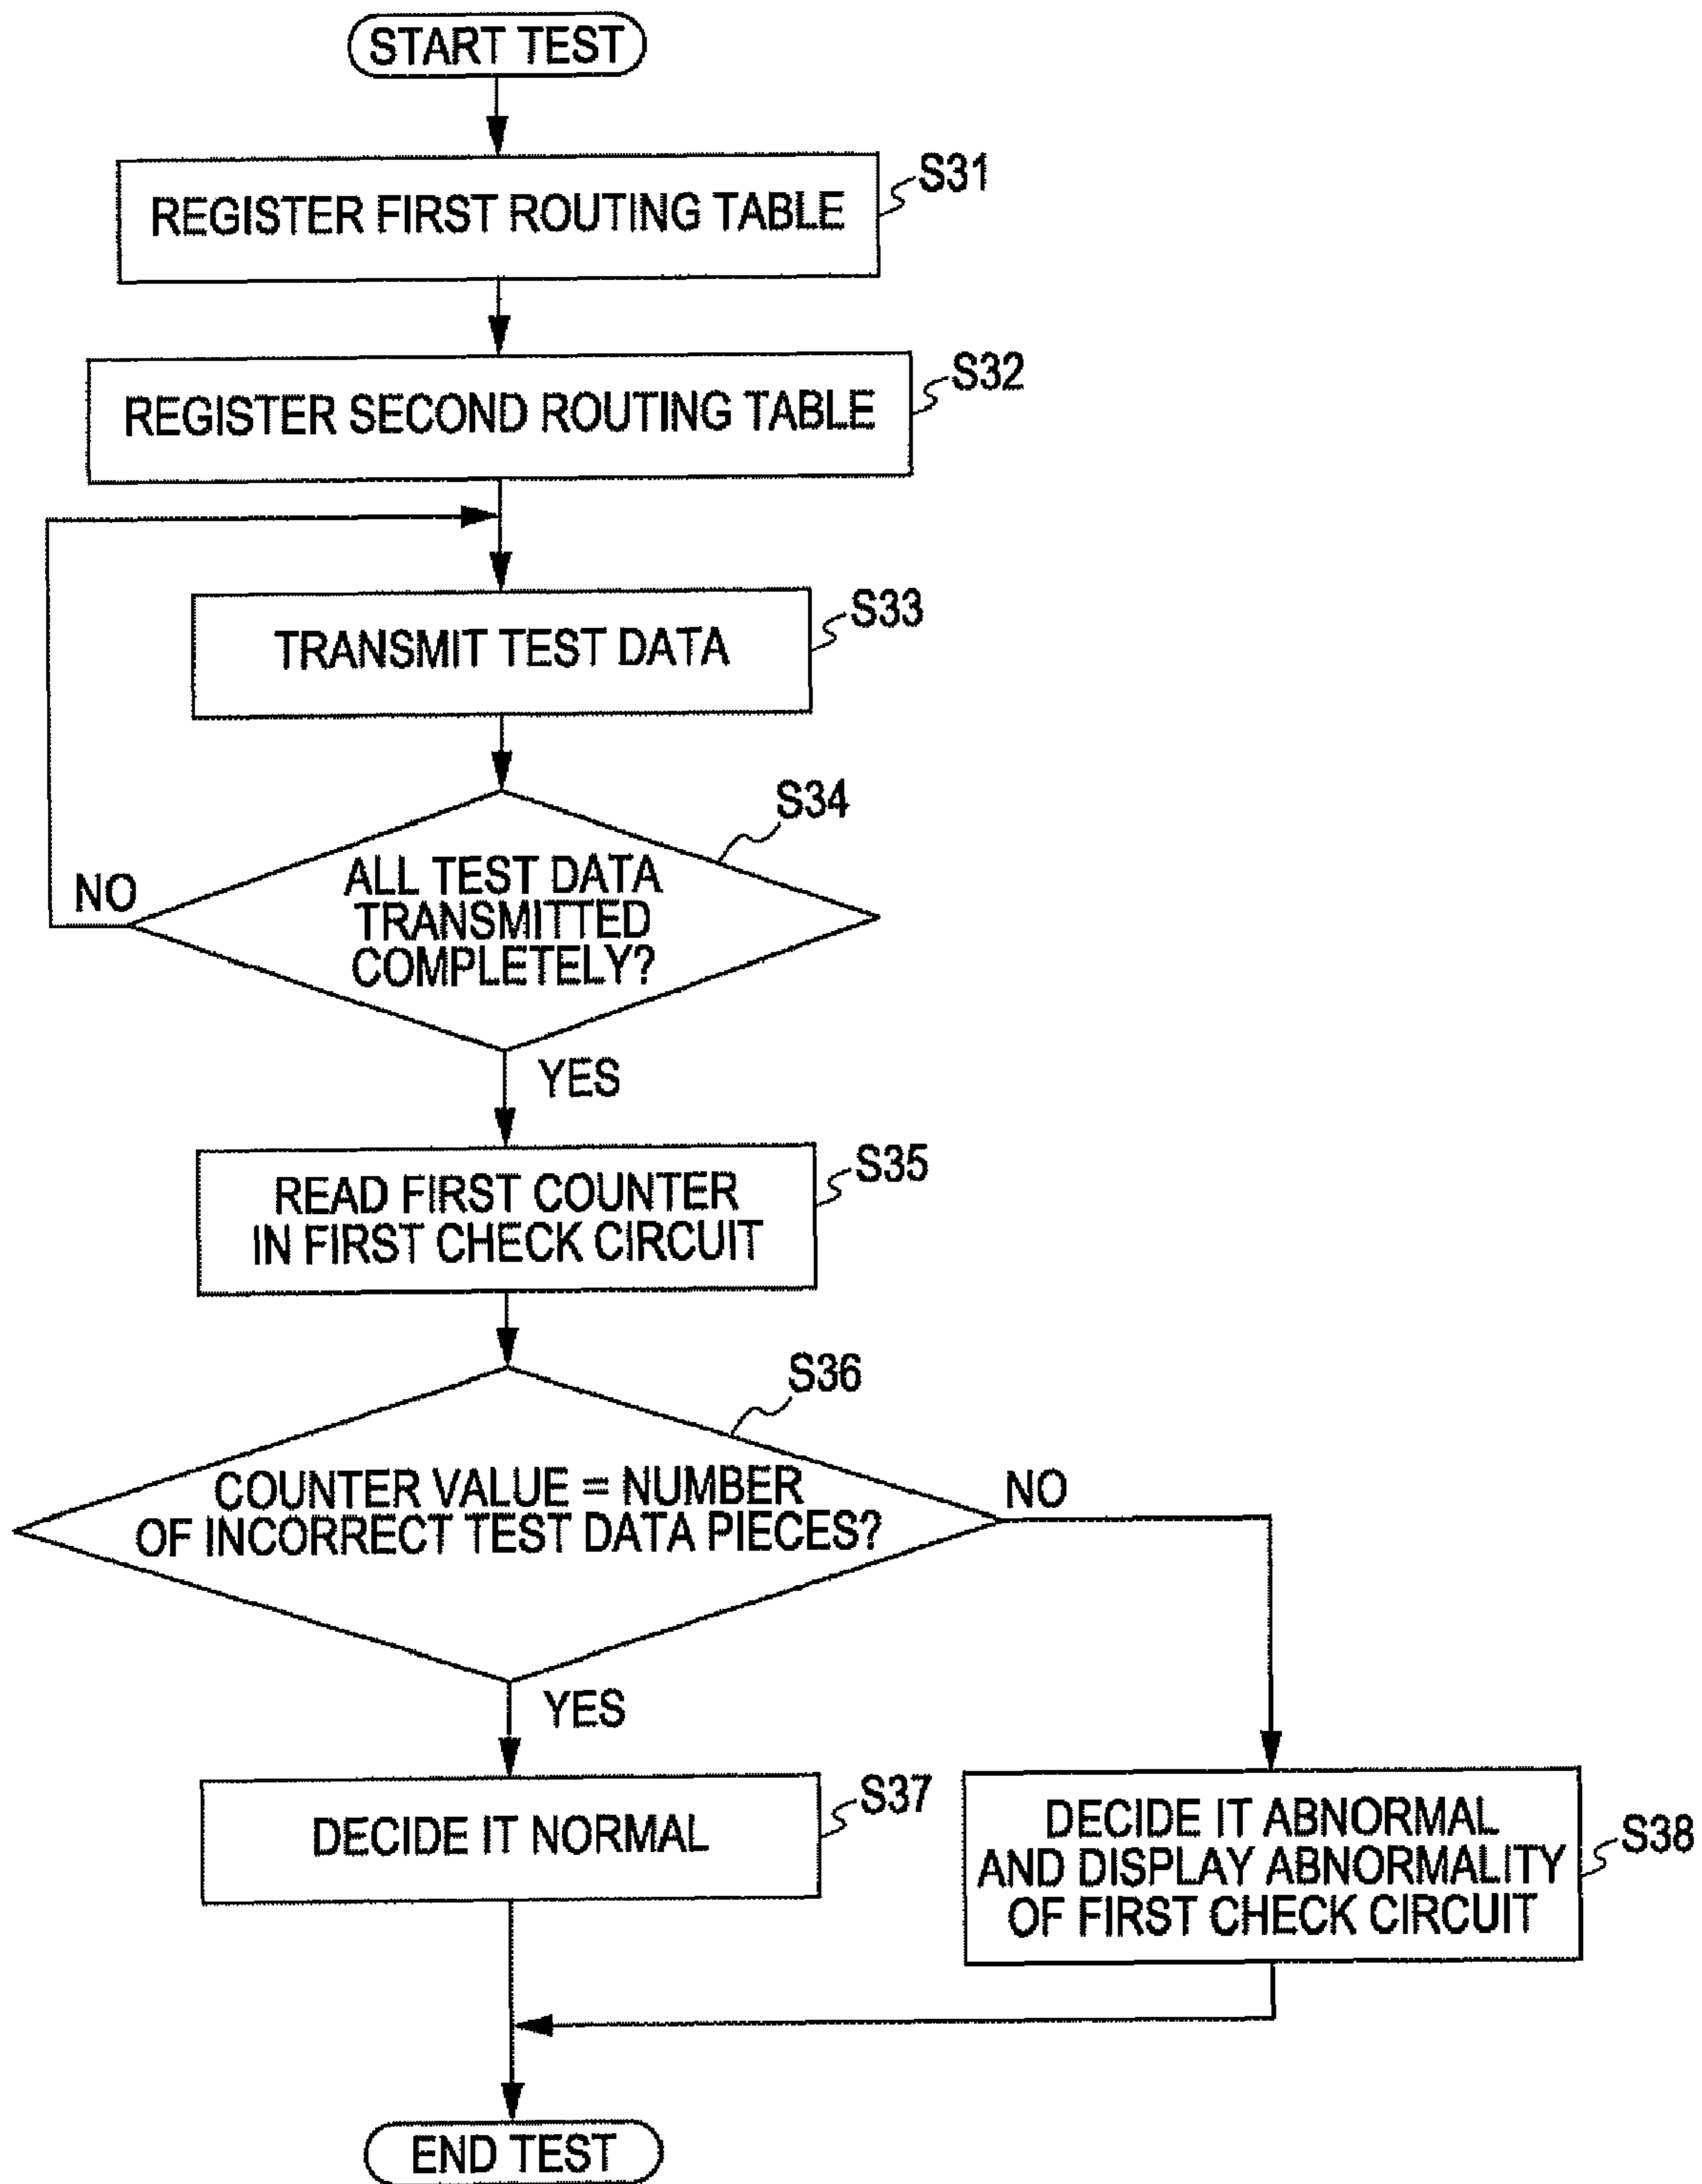 START TEST
S31
REGISTER FIRST ROUTING TABLE
S32
REGISTER SECOND ROUTING TABLE
S33
TRANSMIT TEST DATA
S34
ALL TEST DATA
TRANSMITTED
COMPLETELY?
NO
YES
S35
READ FIRST COUNTER
IN FIRST CHECK CIRCUIT
S36
COUNTER VALUE = NUMBER
OF INCORRECT TEST DATA PIECES?
NO
YES
S37
DECIDE IT NORMAL
S38
DECIDE IT ABNORMAL
AND DISPLAY ABNORMALITY
OF FIRST CHECK CIRCUIT
END TEST